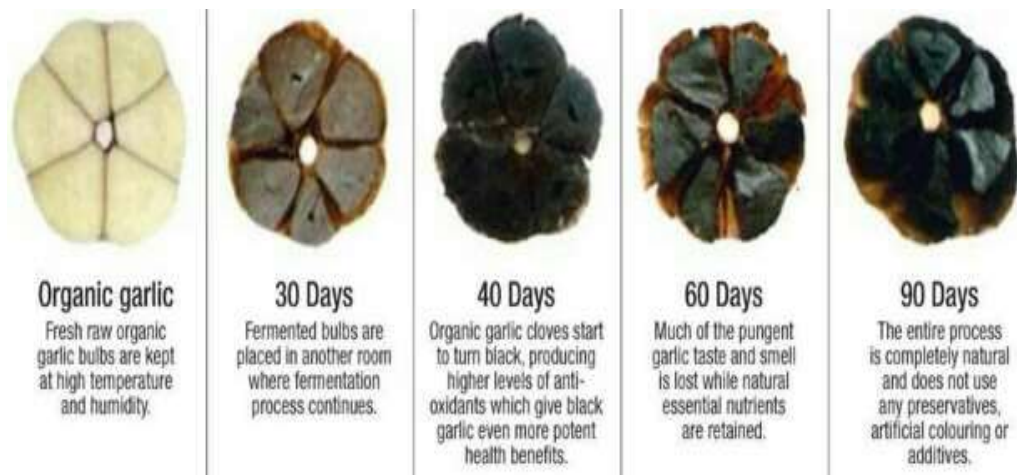 Organic garlic
Fresh raw organic
garlic bulbs are kept
at high temperature
and humidity.
30 Days
Fermented bulbs are
placed in another room
where fermentation
process continues.
40 Days
Organic garlic cloves start
to turn black, producing
higher levels of anti-
oxidants which give black
garlic even more potent
health benefits.
60 Days
Much of the pungent
garlic taste and smell
is lost while natural
essential nutrients
are retained.
90 Days
The entire process
is completely natural
and does not use
any preservatives,
artificial colouring or
additives.